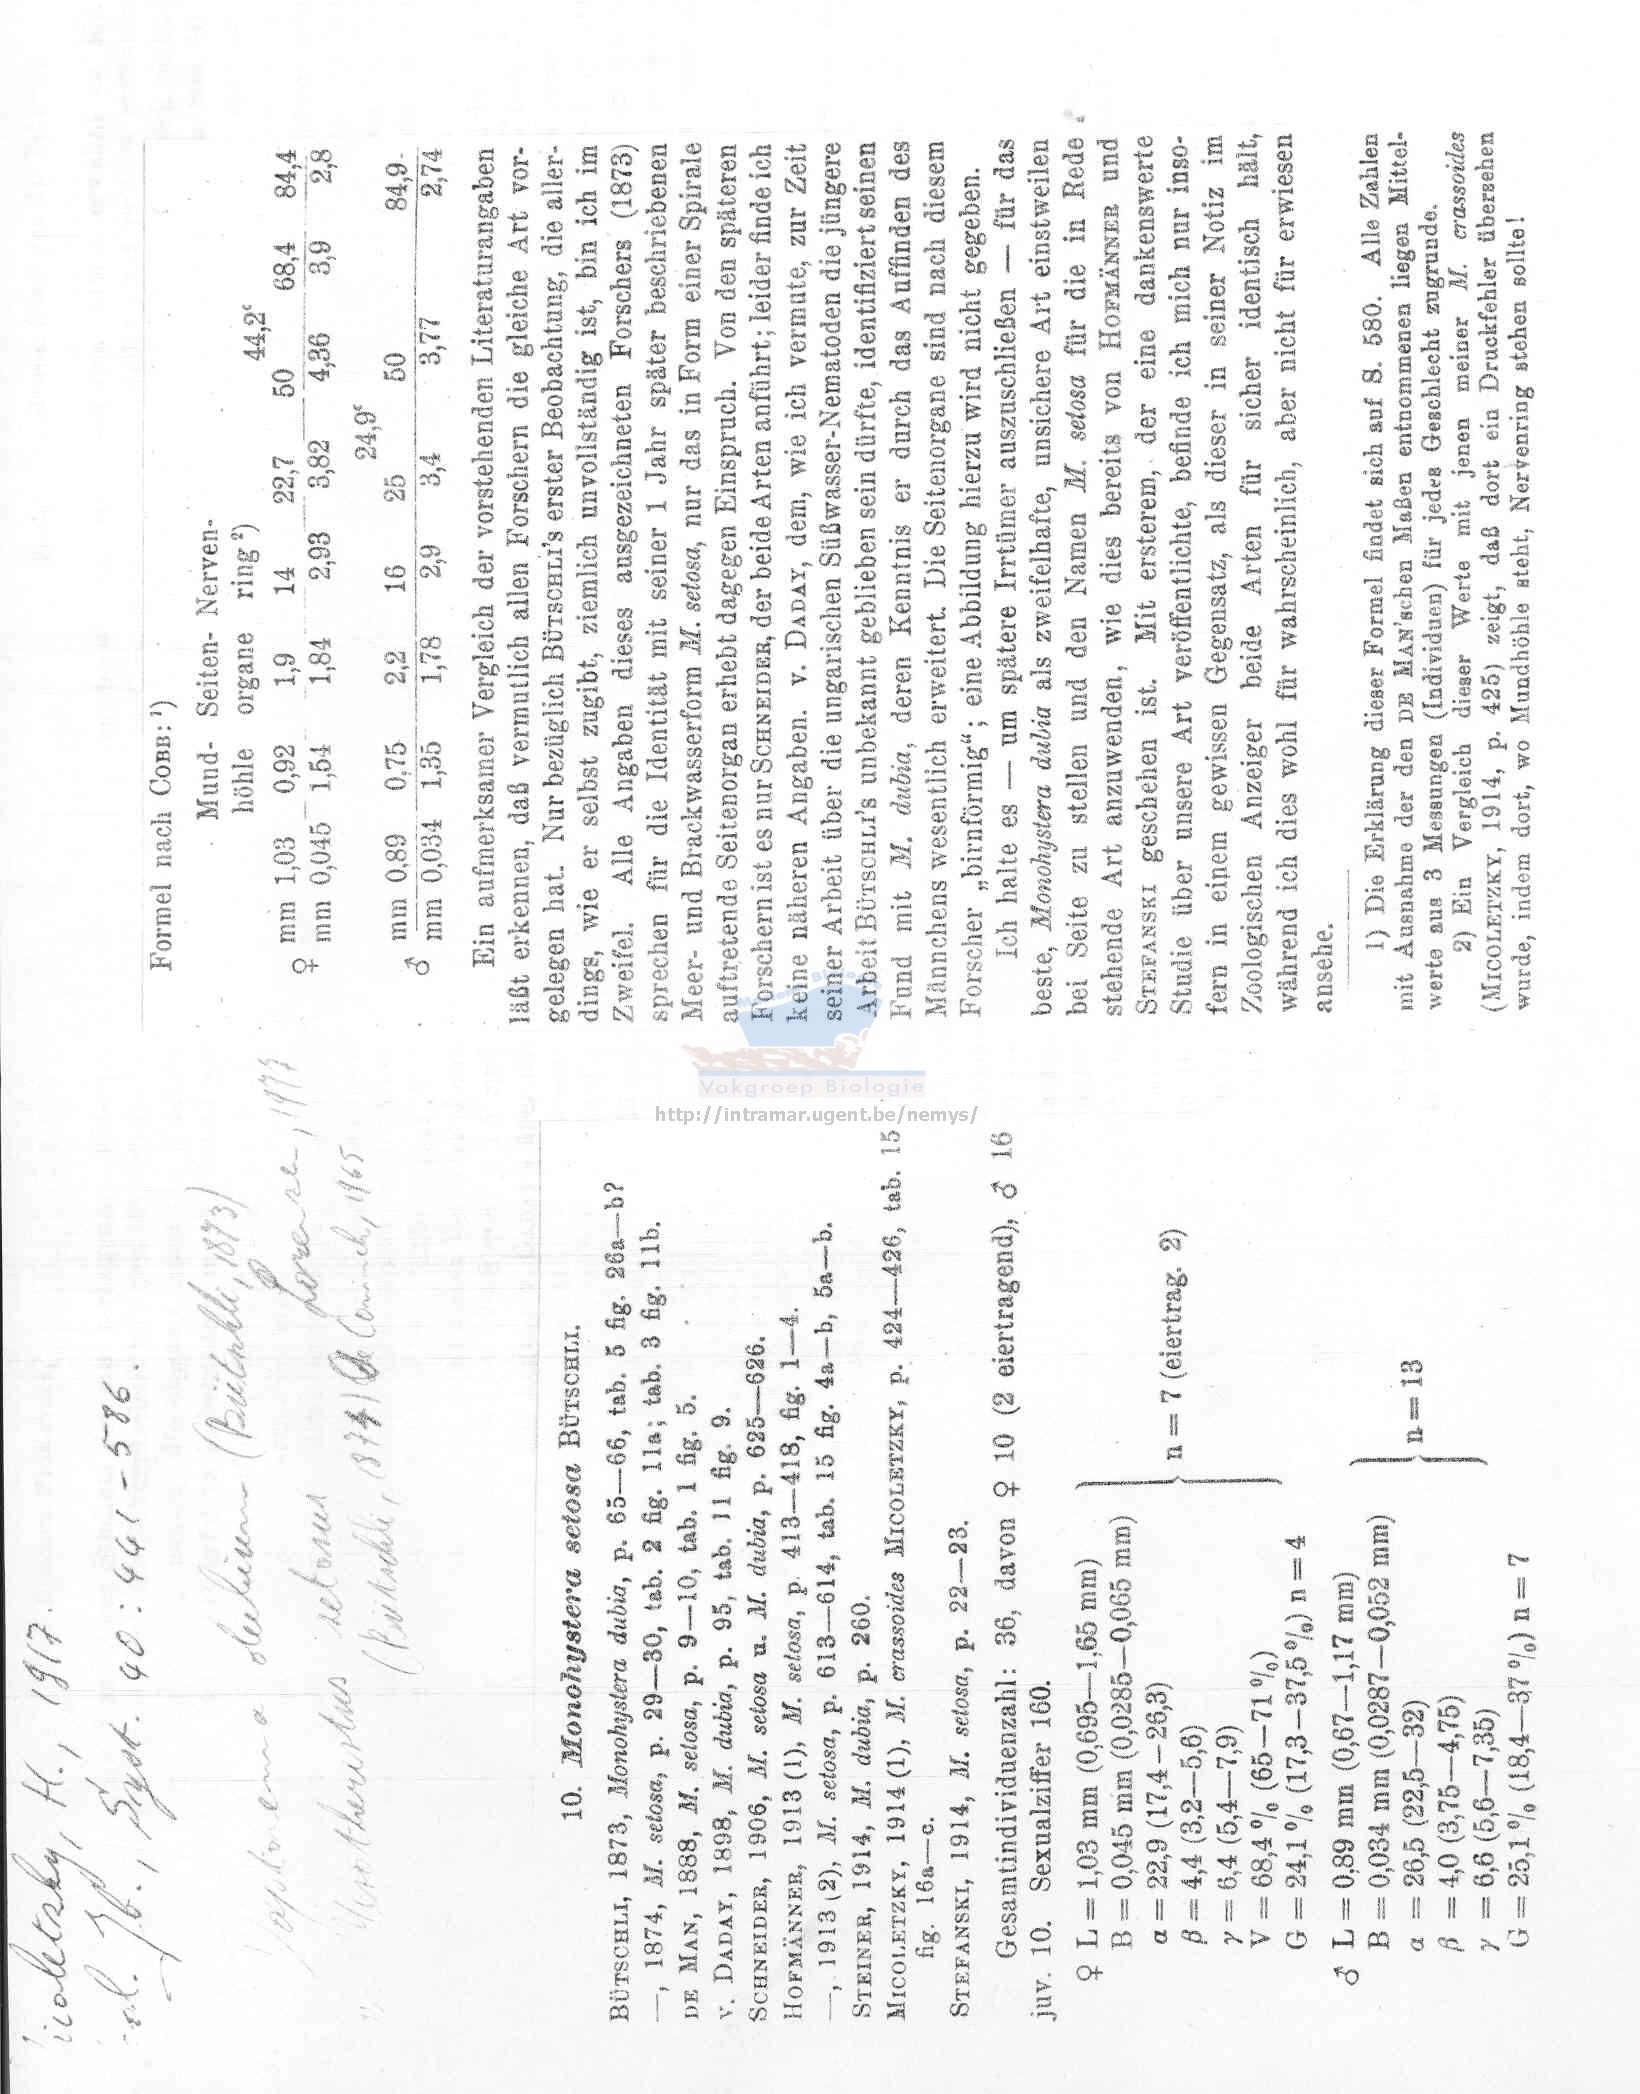 Micoletzky, H., 1917.
Zool. Jb., Syst. 40: 441-586.
(Bütschli, 1873)
setosus Lorenzen, 1977
(Bütschli, 1874) De Coninck, 1965
10. Monohystera setosa BÜTSCHLI.
BÜTSCHLI, 1873, Monohystera dubia, p. 65—66, tab. 5 fig. 26a—b?
—, 1874, M. setosa, p. 29—30, tab. 2 fig. 11a; tab. 3 fig. 11b.
DE MAN, 1888, M. setosa, p. 9—10, tab. 1 fig. 5.
V. DADAY, 1898, M. dubia, p. 95, tab. 11 fig. 9.
SCHNEIDER, 1906, M. setosa u. M. dubia, p. 625—626.
HOFMÄNNER, 1913 (1), M. setosa, p. 413—418, fig. 1—4.
—, 1913 (2), M. setosa, p. 613—614, tab. 15 fig. 4a—b, 5a—b.
STEINER, 1914, M. dubia, p. 260.
MICOLETZKY, 1914 (1), M. crassoides MICOLETZKY, p. 424—426, tab. 15
fig. 16a—c.
STEFANSKI, 1914, M. setosa, p. 22—23.
Gesamtindividuenzahl: 36, davon ♀ 10 (2 eiertragend), ♂ 16
juv. 10. Sexualziffer 160.
♀ L = 1,03 mm (0,695—1,65 mm)
B = 0,045 mm (0,0285—0,065 mm)
α = 22,9 (17,4—26,3)
β = 4,4 (3,2—5,6)
γ = 6,4 (5,4—7,9)
V = 68,4 % (65—71 %)
G = 24,1 % (17,3—37,5 %) n = 4
n = 7 (eiertrag. 2)
♂ L = 0,89 mm (0,67—1,17 mm)
B = 0,034 mm (0,0287—0,052 mm)
α = 26,5 (22,5—32)
β = 4,0 (3,75—4,75)
γ = 6,6 (5,6—7,35)
G = 25,1 % (18,4—37 %) n = 7
n = 13
Vakgroep Biologie
http://intramar.ugent.be/nemys/
Formel nach COBB: ¹)
Mund- Seiten- Nerven-
höhle organe ring ²) 44,2ᶜ
♀ mm 1,03 0,92 1,9 14 22,7 50 68,4 84,4
mm 0,045 1,54 1,84 2,93 3,82 4,36 3,9 2,8
24,9ᶜ
♂ mm 0,89 0,75 2,2 16 25 50 84,9
mm 0,034 1,35 1,78 2,9 3,4 3,77 2,74
Ein aufmerksamer Vergleich der vorstehenden Literaturangaben
läßt erkennen, daß vermutlich allen Forschern die gleiche Art vor-
gelegen hat. Nur bezüglich BÜTSCHLI's erster Beobachtung, die aller-
dings, wie er selbst zugibt, ziemlich unvollständig ist, bin ich im
Zweifel. Alle Angaben dieses ausgezeichneten Forschers (1873)
sprechen für die Identität mit seiner 1 Jahr später beschriebenen
Meer- und Brackwasserform M. setosa, nur das in Form einer Spirale
auftretende Seitenorgan erhebt dagegen Einspruch. Von den späteren
Forschern ist es nur SCHNEIDER, der beide Arten anführt; leider finde ich
keine näheren Angaben. v. DADAY, dem, wie ich vermute, zur Zeit
seiner Arbeit über die ungarischen Süßwasser-Nematoden die jüngere
Arbeit BÜTSCHLI's unbekannt geblieben sein dürfte, identifiziert seinen
Fund mit M. dubia, deren Kenntnis er durch das Auffinden des
Männchens wesentlich erweitert. Die Seitenorgane sind nach diesem
Forscher „birnförmig“; eine Abbildung hierzu wird nicht gegeben.
Ich halte es — um spätere Irrtümer auszuschließen — für das
beste, Monohystera dubia als zweifelhafte, unsichere Art einstweilen
bei Seite zu stellen und den Namen M. setosa für die in Rede
stehende Art anzuwenden, wie dies bereits von HOFMÄNNER und
STEFANSKI geschehen ist. Mit ersterem, der eine dankenswerte
Studie über unsere Art veröffentlichte, befinde ich mich nur inso-
fern in einem gewissen Gegensatz, als dieser in seiner Notiz im
Zoologischen Anzeiger beide Arten für sicher identisch hält,
während ich dies wohl für wahrscheinlich, aber nicht für erwiesen
ansehe.
1) Die Erklärung dieser Formel findet sich auf S. 580. Alle Zahlen
mit Ausnahme der den DE MAN'schen Maßen entnommenen liegen Mittel-
werte aus 3 Messungen (Individuen) für jedes Geschlecht zugrunde.
2) Ein Vergleich dieser Werte mit jenen meiner M. crassoides
(MICOLETZKY, 1914, p. 425) zeigt, daß dort ein Druckfehler übersehen
wurde, indem dort, wo Mundhöhle steht, Nervenring stehen sollte!